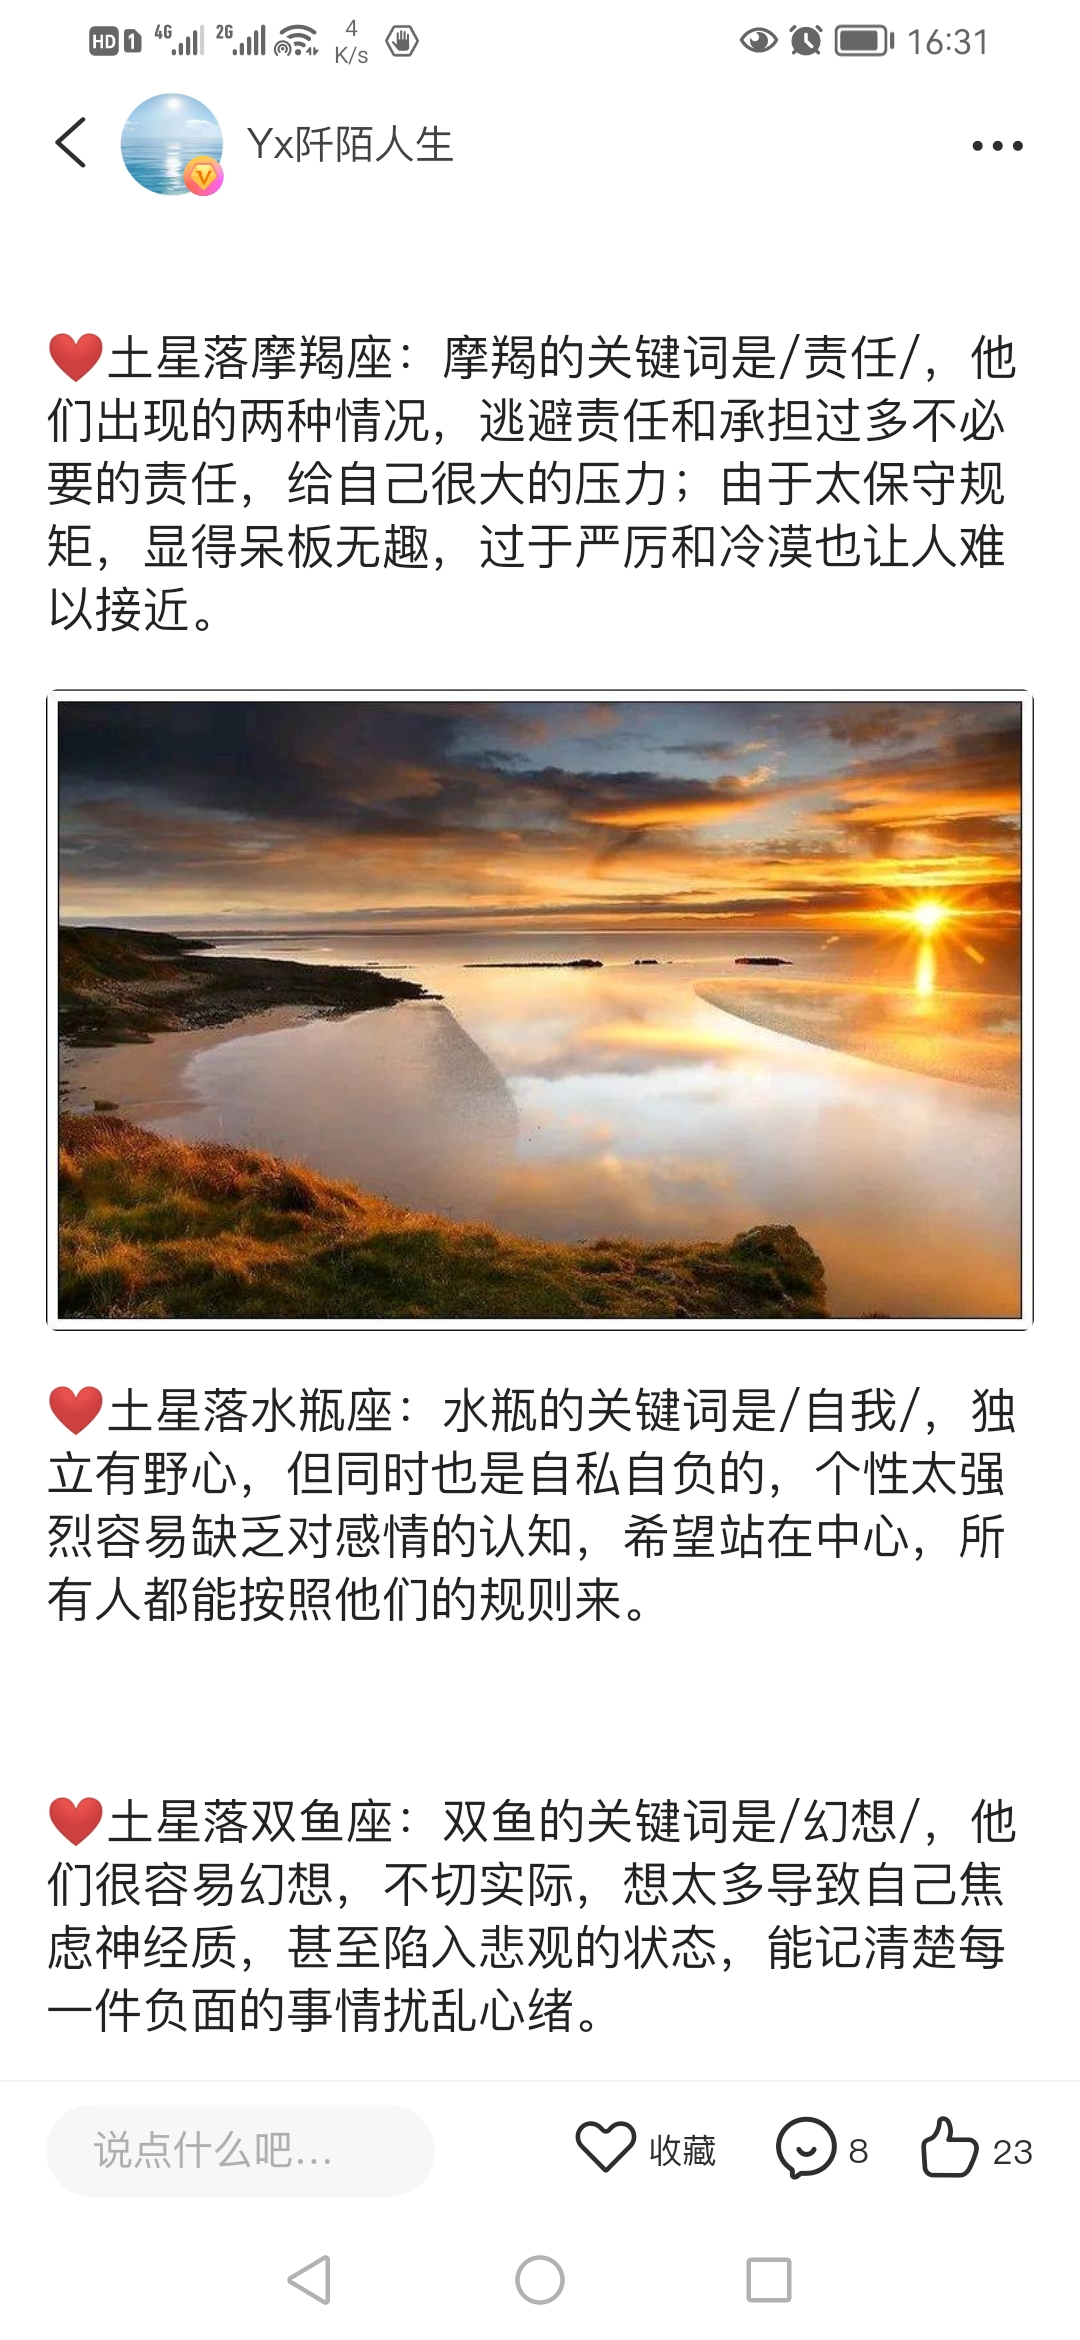 HD 1 4G 2G 4 K/s 16:31
Yx阡陌人生
❤️土星落摩羯座：摩羯的关键词是/责任/，他
们出现的两种情况，逃避责任和承担过多不必
要的责任，给自己很大的压力；由于太保守规
矩，显得呆板无趣，过于严厉和冷漠也让人难
以接近。
❤️土星落水瓶座：水瓶的关键词是/自我/，独
立有野心，但同时也是自私自负的，个性太强
烈容易缺乏对感情的认知，希望站在中心，所
有人都能按照他们的规则来。
❤️土星落双鱼座：双鱼的关键词是/幻想/，他
们很容易幻想，不切实际，想太多导致自己焦
虑神经质，甚至陷入悲观的状态，能记清楚每
一件负面的事情扰乱心绪。
说点什么吧... 收藏 8 23